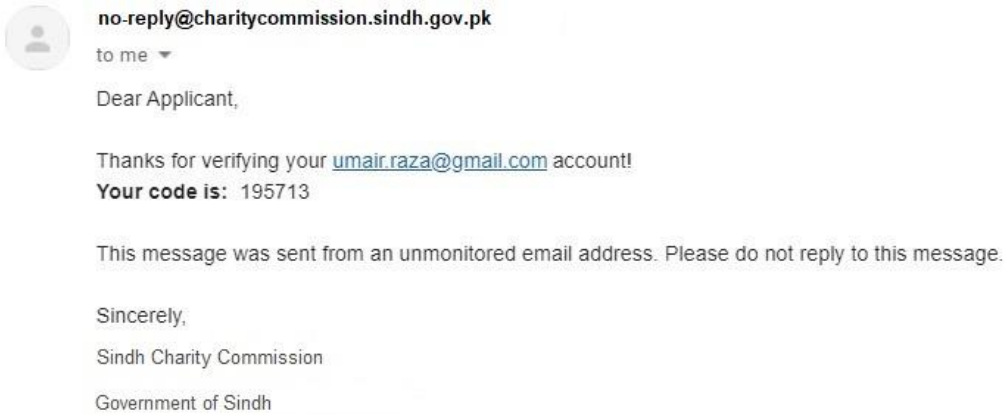 no-reply@charitycommission.sindh.gov.pk
to me
Dear Applicant,
Thanks for verifying your umair.raza@gmail.com account!
Your code is: 195713
This message was sent from an unmonitored email address. Please do not reply to this message.
Sincerely,
Sindh Charity Commission
Government of Sindh